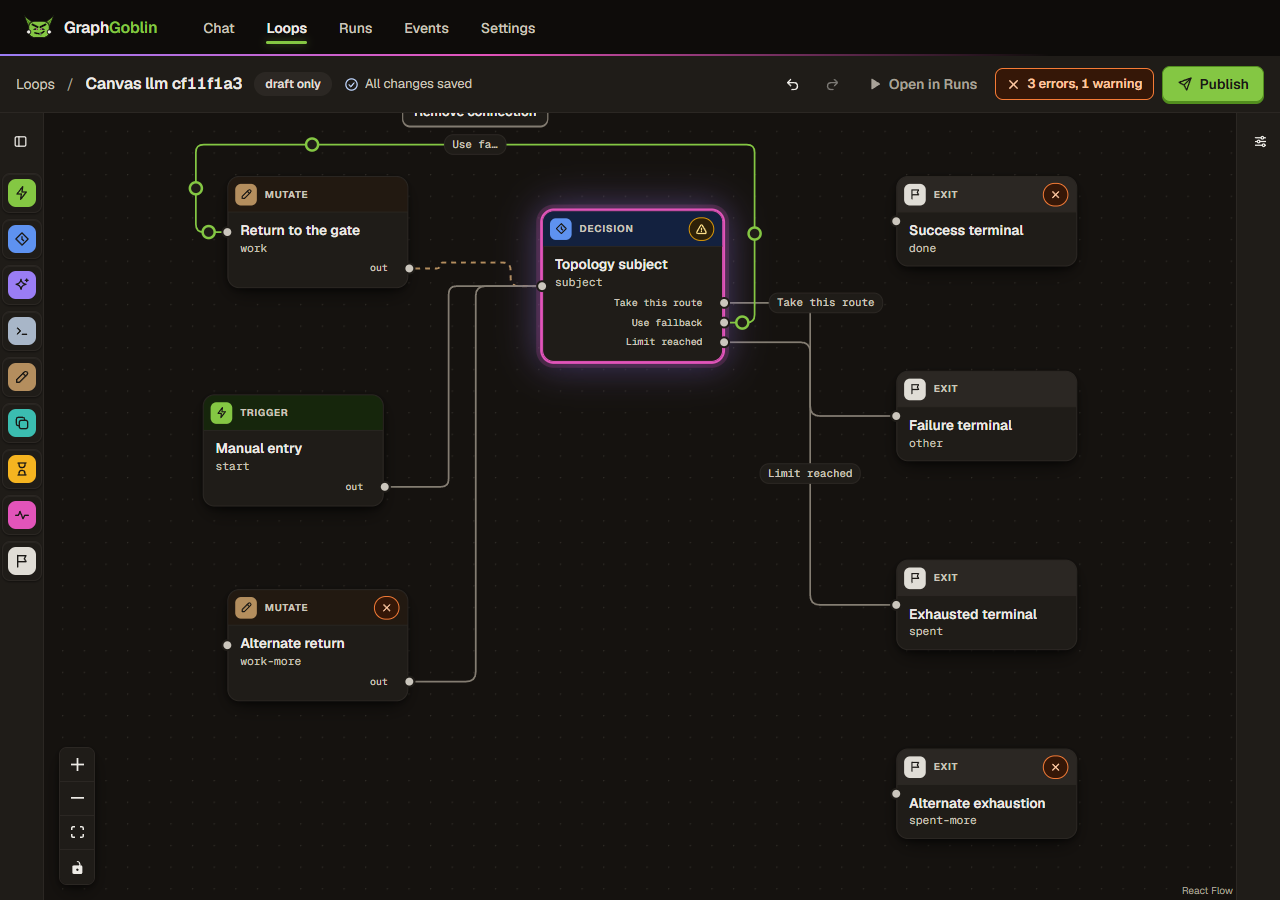 GraphGoblin
Chat
Loops
Runs
Events
Settings
Loops / Canvas llm cf11f1a3
draft only
All changes saved
Open in Runs
3 errors, 1 warning
Publish
Remove connection
Use fa…
MUTATE
Return to the gate
work
out
DECISION
Topology subject
subject
Take this route
Use fallback
Limit reached
Take this route
Limit reached
EXIT
Success terminal
done
TRIGGER
Manual entry
start
out
EXIT
Failure terminal
other
MUTATE
Alternate return
work-more
out
EXIT
Exhausted terminal
spent
EXIT
Alternate exhaustion
spent-more
React Flow